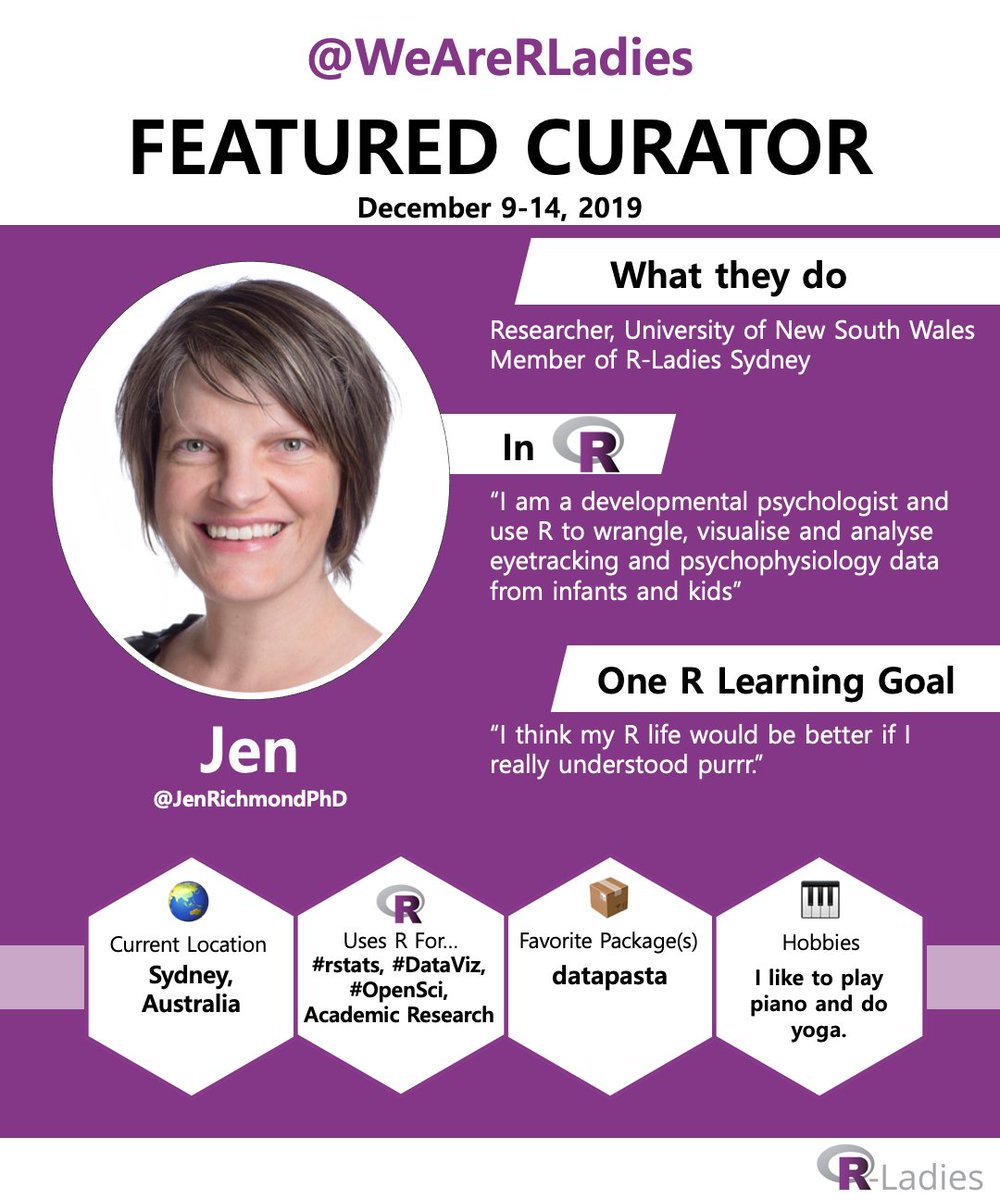 @WeAreRLadies
FEATURED CURATOR
December 9-14, 2019
What they do
Researcher, University of New South Wales
Member of R-Ladies Sydney
In R
“I am a developmental psychologist and
use R to wrangle, visualise and analyse
eyetracking and psychophysiology data
from infants and kids”
One R Learning Goal
“I think my R life would be better if I
really understood purrr.”
Jen
@JenRichmondPhD
Current Location
Sydney,
Australia
R
Uses R For...
#rstats, #DataViz,
#OpenSci,
Academic Research
Favorite Package(s)
datapasta
Hobbies
I like to play
piano and do
yoga.
R-Ladies